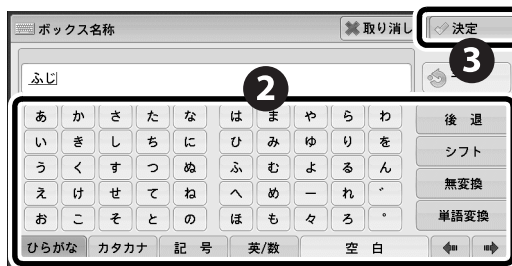 ボックス名称 取り消し 決定
3
ふじ
2
あ か さ た な は ま や ら わ 後 退
い き し ち に ひ み ゆ り を シフト
う く す つ ぬ ふ む よ る ん
え け せ て ね へ め ー れ ゛ 無変換
お こ そ と の ほ も 々 ろ ゜ 単語変換
ひらがな カタカナ 記 号 英/数 空 白